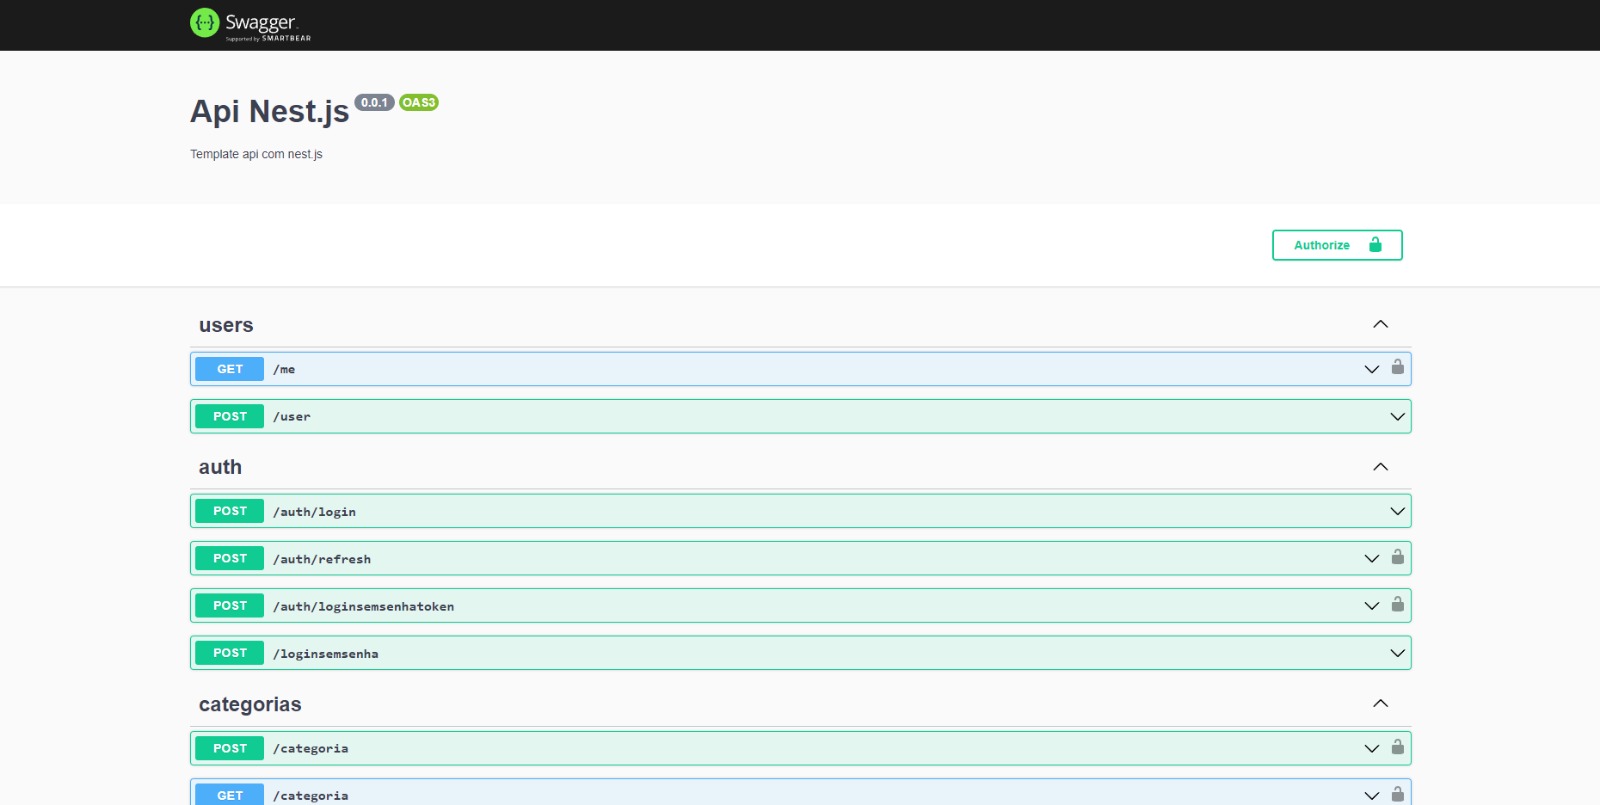 Swagger.
Supported by SMARTBEAR
Api Nest.js 0.0.1 OAS3
Template api com nest.js
Authorize
users
GET /me
POST /user
auth
POST /auth/login
POST /auth/refresh
POST /auth/loginsemsenhatoken
POST /loginsemsenha
categorias
POST /categoria
GET /categoria